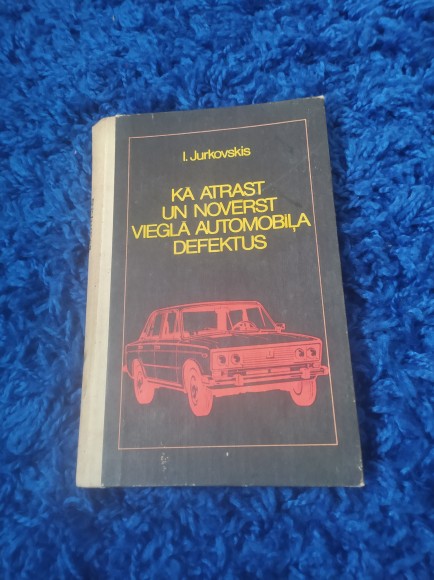 I. Jurkovskis
KĀ ATRAST
UN NOVĒRST
VIEGLĀ AUTOMOBIĻA
DEFEKTUS